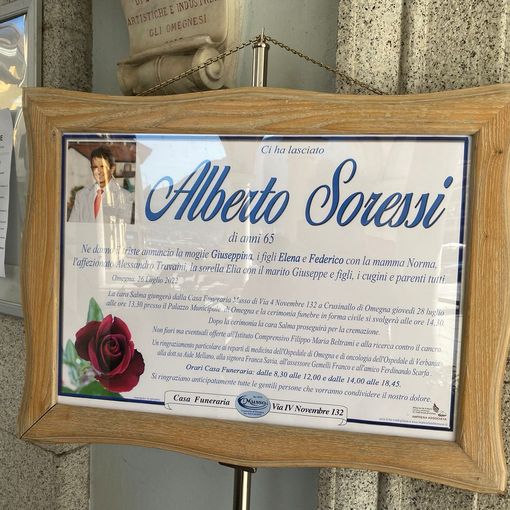 ARTISTICHE E INDUSTRIE
GLI OMEGNESI
Ci ha lasciato
Alberto Soressi
di anni 65
Ne danno il triste annuncio la moglie Giuseppina, i figli Elena e Federico con la mamma Norma,
l'affezionato Alessandro Travaini, la sorella Elia con il marito Giuseppe e figli, i cugini e parenti tutti.
Omegna, 26 Luglio 2022
La cara Salma giungerà dalla Casa Funeraria Musso di Via 4 Novembre 132 a Crusinallo di Omegna giovedì 28 luglio
alle ore 13.30 presso il Palazzo Municipale di Omegna e la cerimonia funebre in forma civile si svolgerà alle ore 14.30.
Dopo la cerimonia la cara Salma proseguirà per la cremazione.
Non fiori ma eventuali offerte all'Istituto Comprensivo Filippo Maria Beltrami e alla ricerca contro il cancro.
Un ringraziamento particolare ai reparti di medicina dell'Ospedale di Omegna e di oncologia dell'Ospedale di Verbania
alla dott.sa Aide Mellano, alla signora Franca Savia, all'assessore Gemelli Franco e all'amico Ferdinando Scarfa
Orari Casa Funeraria: dalle 8,30 alle 12,00 e dalle 14,00 alle 18,45.
Si ringraziano anticipatamente tutte le gentili persone che vorranno condividere il nostro dolore.
Casa Funeraria Musso Via IV Novembre 132